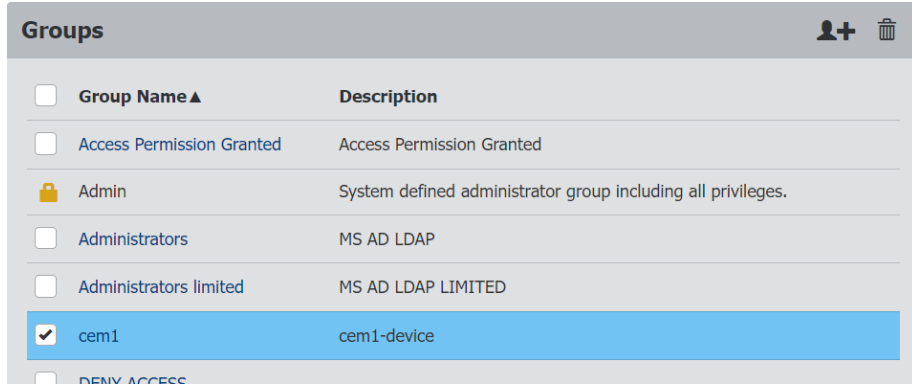 Groups
Group Name▲ Description
Access Permission Granted Access Permission Granted
Admin System defined administrator group including all privileges.
Administrators MS AD LDAP
Administrators limited MS AD LDAP LIMITED
cem1 cem1-device
DENY ACCESS